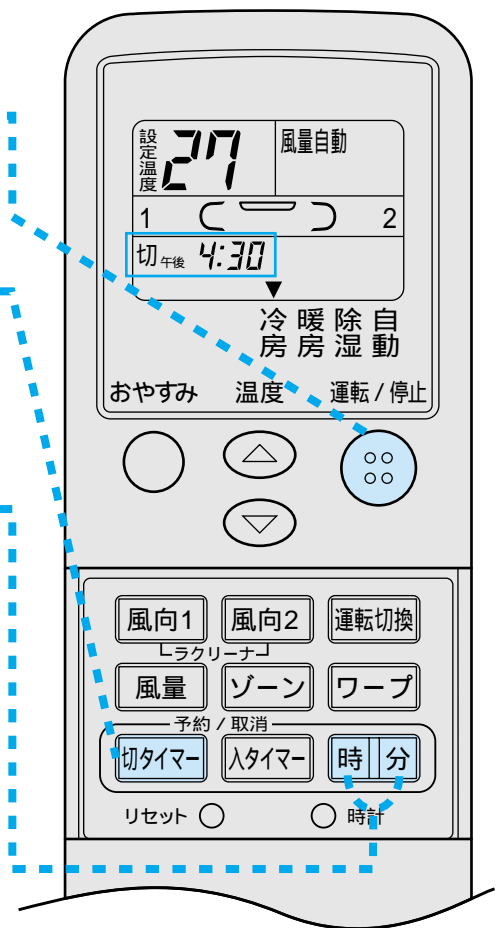 設定温度 27 風量自動
1 2
切 午後 4:30
▼
冷房 暖房 除湿 自動
おやすみ 温度 運転/停止
風向1 風向2 運転切換
ラクリーナ
風量 ゾーン ワープ
予約/取消
切タイマー 入タイマー 時 分
リセット 時計